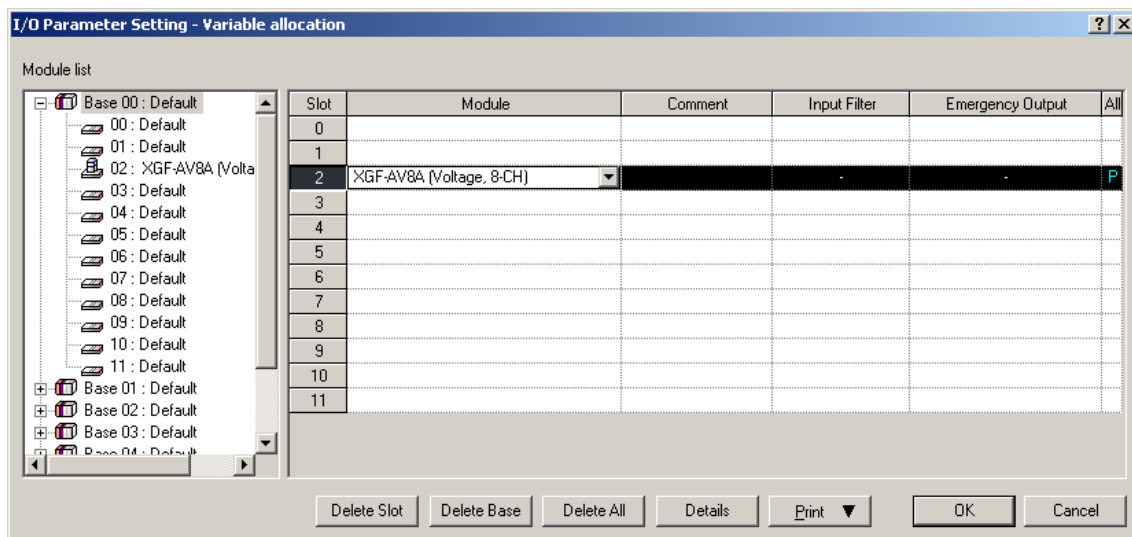 I/O Parameter Setting - Variable allocation
Module list
Base 00 : Default
00 : Default
01 : Default
02 : XGF-AV8A (Volta
03 : Default
04 : Default
05 : Default
06 : Default
07 : Default
08 : Default
09 : Default
10 : Default
11 : Default
Base 01 : Default
Base 02 : Default
Base 03 : Default
Base 04 : Default
Slot Module Comment Input Filter Emergency Output All
0
1
2 XGF-AV8A (Voltage, 8-CH) - - P
3
4
5
6
7
8
9
10
11
Delete Slot Delete Base Delete All Details Print ▼ OK Cancel